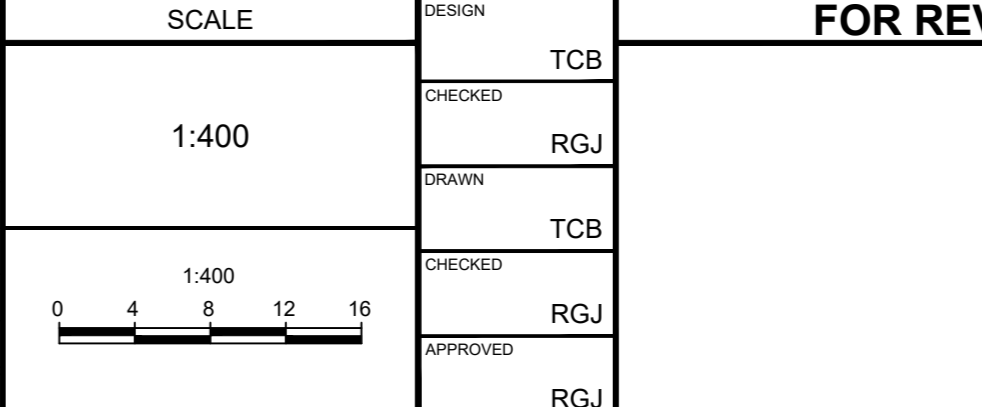 SCALE
1:400
1:400
0 4 8 12 16
DESIGN
TCB
CHECKED
RGJ
DRAWN
TCB
CHECKED
RGJ
APPROVED
RGJ
FOR